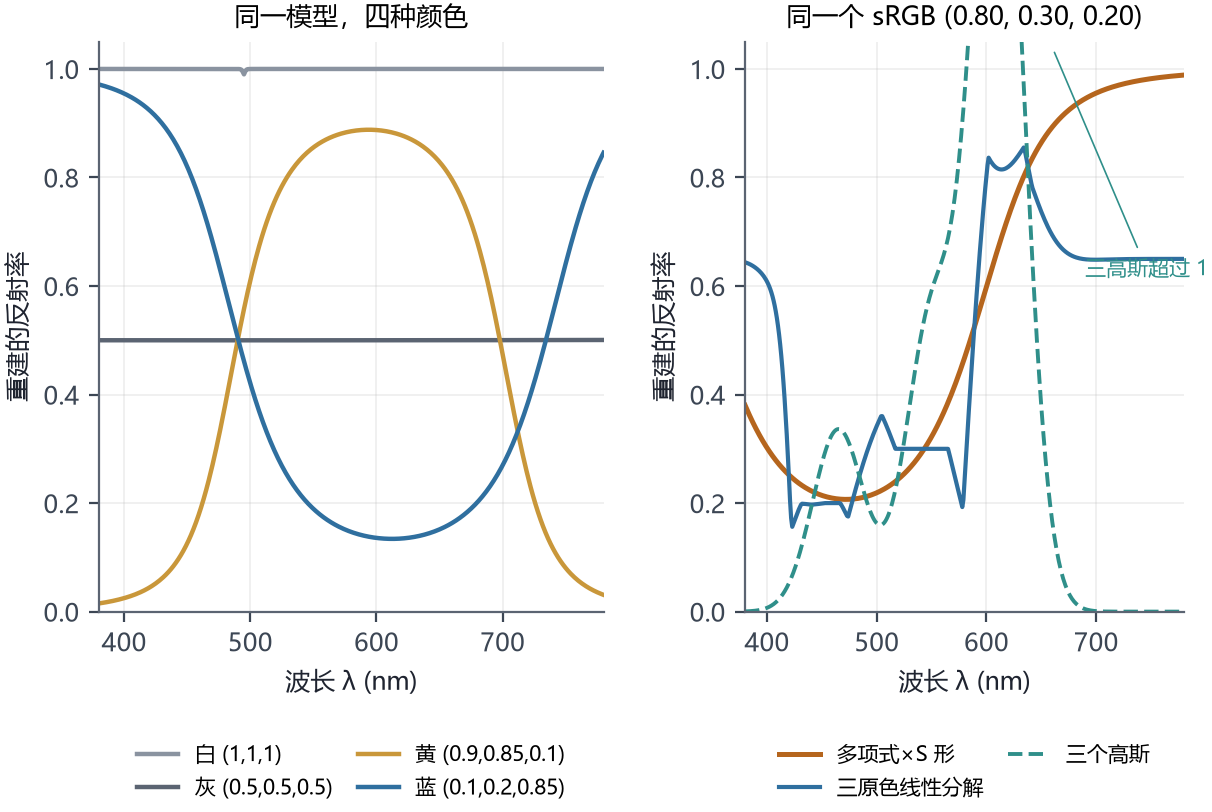 同一模型，四种颜色
重建的反射率
1.0
0.8
0.6
0.4
0.2
0.0
400 500 600 700
波长 λ (nm)
白 (1,1,1)
灰 (0.5,0.5,0.5)
黄 (0.9,0.85,0.1)
蓝 (0.1,0.2,0.85)
同一个 sRGB (0.80, 0.30, 0.20)
重建的反射率
1.0
0.8
0.6
0.4
0.2
0.0
三高斯超过 1
400 500 600 700
波长 λ (nm)
多项式×S 形
三原色线性分解
三个高斯